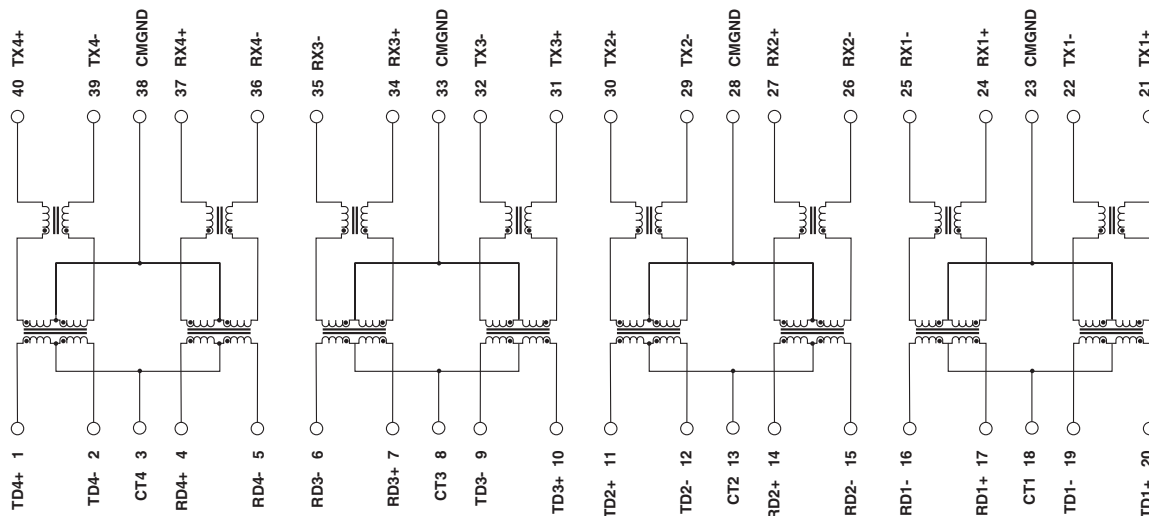 40 TX4+
39 TX4-
38 CMGND
37 RX4+
36 RX4-
35 RX3-
34 RX3+
33 CMGND
32 TX3-
31 TX3+
30 TX2+
29 TX2-
28 CMGND
27 RX2+
26 RX2-
25 RX1-
24 RX1+
23 CMGND
22 TX1-
21 TX1+
TD4+ 1
TD4- 2
CT4 3
RD4+ 4
RD4- 5
RD3- 6
RD3+ 7
CT3 8
TD3- 9
TD3+ 10
TD2+ 11
TD2- 12
CT2 13
RD2+ 14
RD2- 15
RD1- 16
RD1+ 17
CT1 18
TD1- 19
TD1+ 20